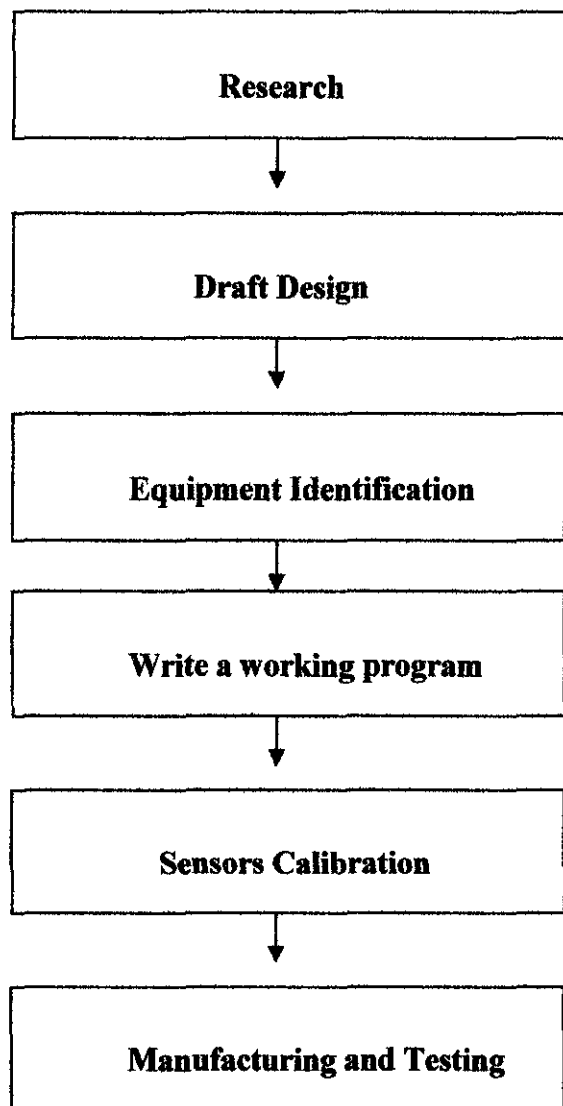 Research
Draft Design
Equipment Identification
Write a working program
Sensors Calibration
Manufacturing and Testing